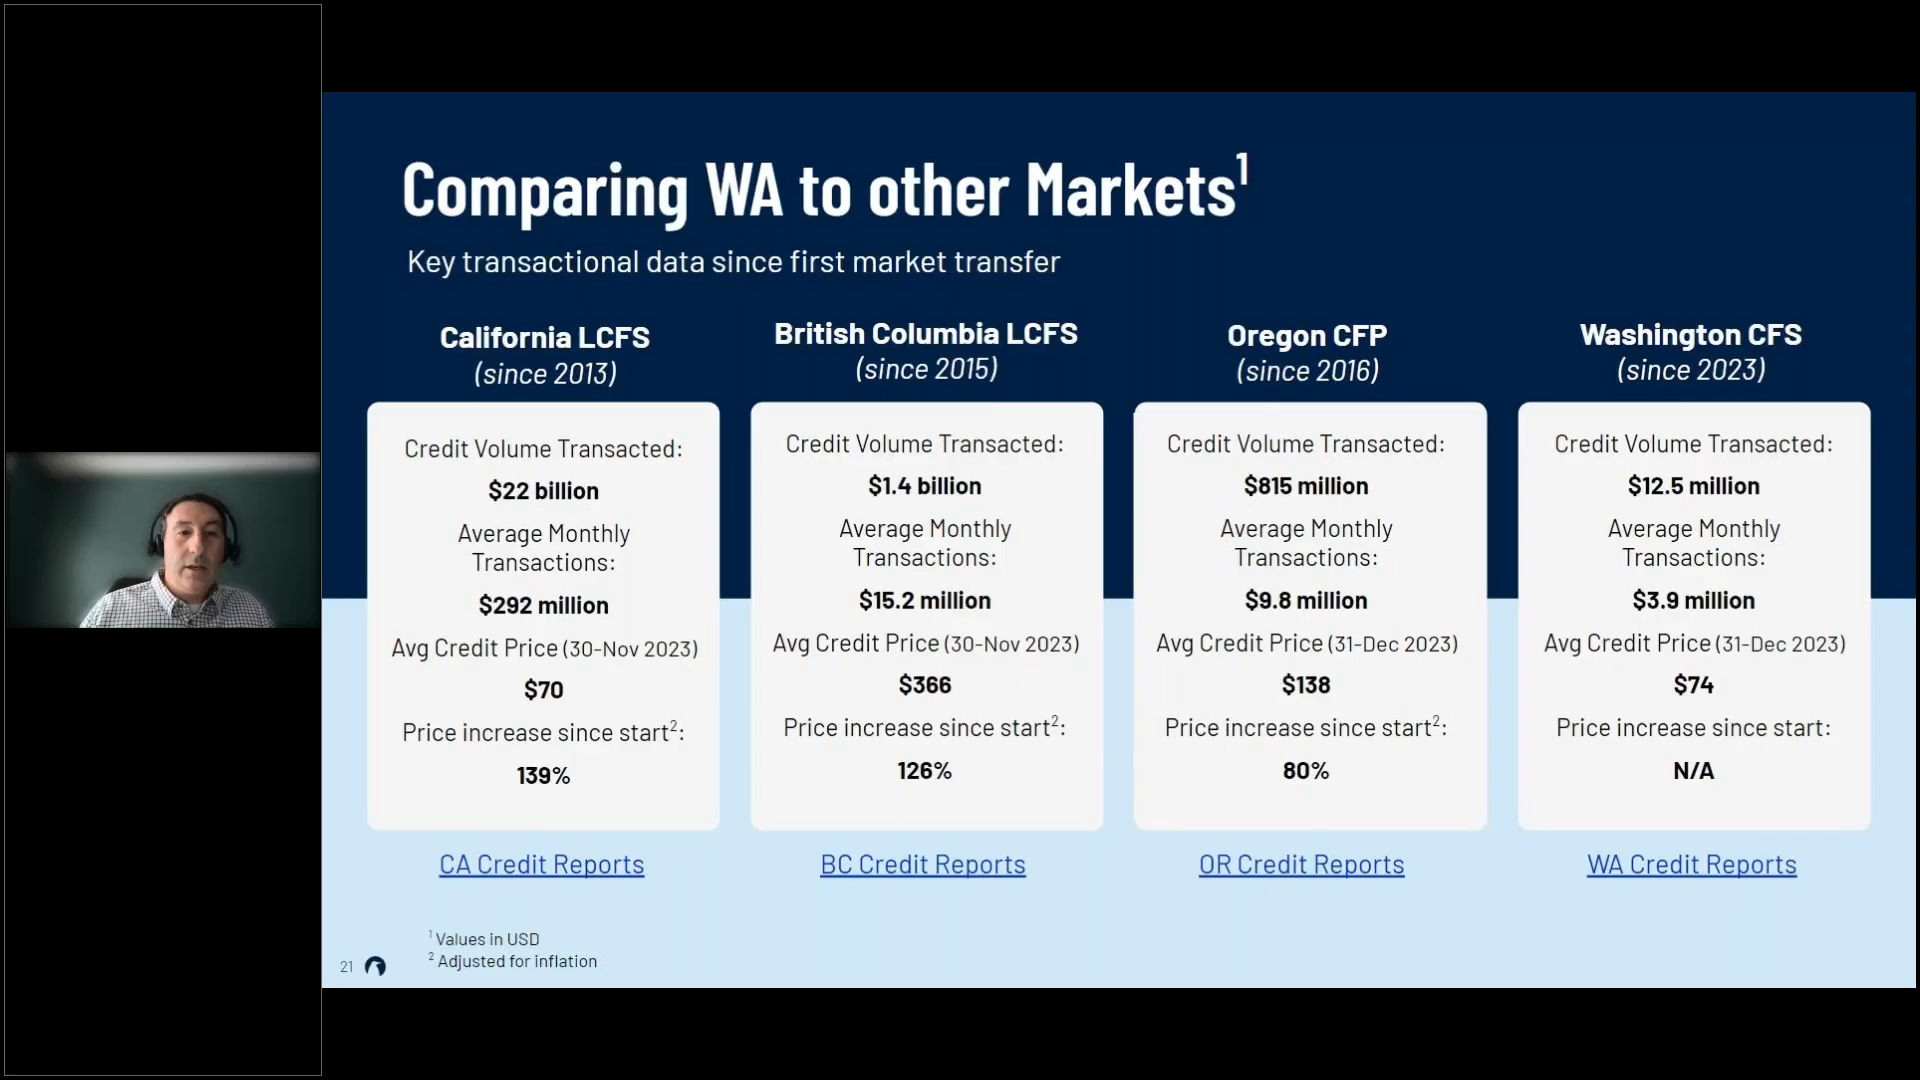 Comparing WA to other Markets¹
Key transactional data since first market transfer
California LCFS
(since 2013)
Credit Volume Transacted:
$22 billion
Average Monthly
Transactions:
$292 million
Avg Credit Price (30-Nov 2023)
$70
Price increase since start²:
139%
CA Credit Reports
British Columbia LCFS
(since 2015)
Credit Volume Transacted:
$1.4 billion
Average Monthly
Transactions:
$15.2 million
Avg Credit Price (30-Nov 2023)
$366
Price increase since start²:
126%
BC Credit Reports
Oregon CFP
(since 2016)
Credit Volume Transacted:
$815 million
Average Monthly
Transactions:
$9.8 million
Avg Credit Price (31-Dec 2023)
$138
Price increase since start²:
80%
OR Credit Reports
Washington CFS
(since 2023)
Credit Volume Transacted:
$12.5 million
Average Monthly
Transactions:
$3.9 million
Avg Credit Price (31-Dec 2023)
$74
Price increase since start:
N/A
WA Credit Reports
¹ Values in USD
² Adjusted for inflation
21